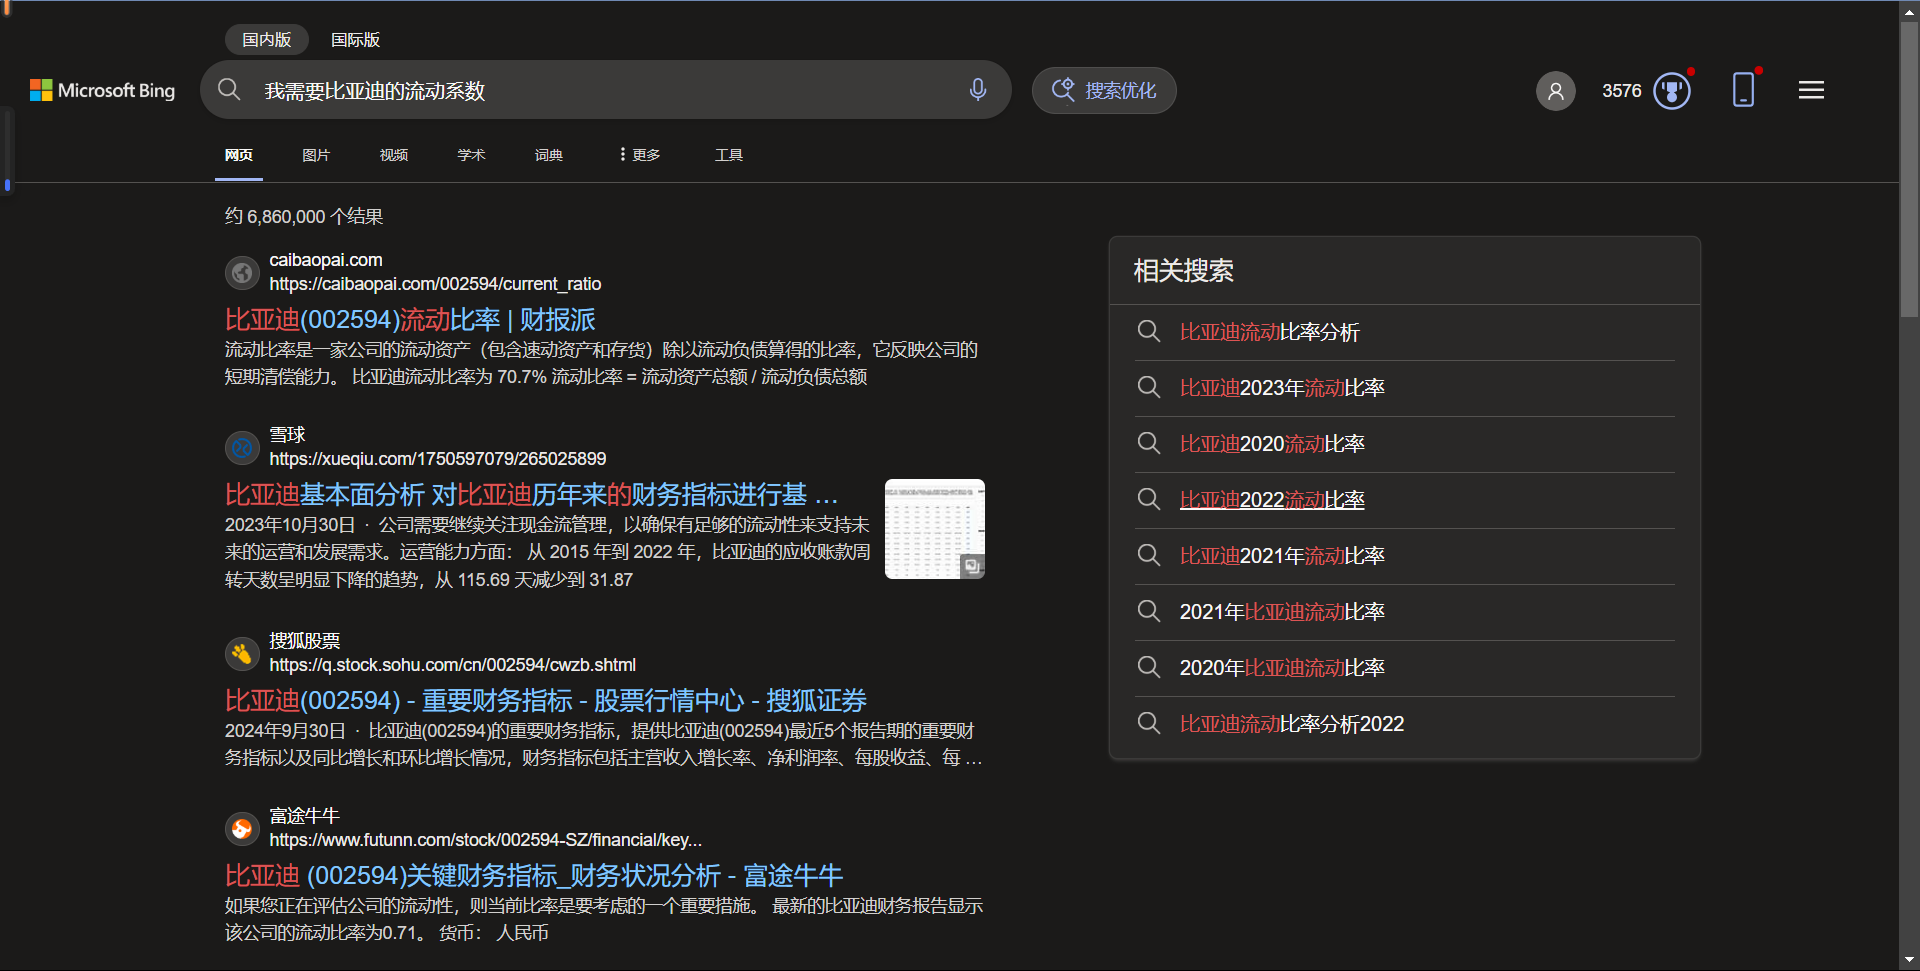 国内版
国际版
Microsoft Bing
我需要比亚迪的流动系数
搜索优化
3576
网页
图片
视频
学术
词典
更多
工具
约 6,860,000 个结果
caibaopai.com
https://caibaopai.com/002594/current_ratio
比亚迪(002594)流动比率 | 财报派
流动比率是一家公司的流动资产（包含速动资产和存货）除以流动负债算得的比率，它反映公司的
短期清偿能力。 比亚迪流动比率为 70.7% 流动比率 = 流动资产总额 / 流动负债总额
雪球
https://xueqiu.com/1750597079/265025899
比亚迪基本面分析 对比亚迪历年来的财务指标进行基 ...
2023年10月30日 · 公司需要继续关注现金流管理，以确保有足够的流动性来支持未
来的运营和发展需求。运营能力方面： 从 2015 年到 2022 年，比亚迪的应收账款周
转天数呈明显下降的趋势，从 115.69 天减少到 31.87
搜狐股票
https://q.stock.sohu.com/cn/002594/cwzb.shtml
比亚迪(002594) - 重要财务指标 - 股票行情中心 - 搜狐证券
2024年9月30日 · 比亚迪(002594)的重要财务指标，提供比亚迪(002594)最近5个报告期的重要财
务指标以及同比增长和环比增长情况，财务指标包括主营收入增长率、净利润率、每股收益、每 ...
富途牛牛
https://www.futunn.com/stock/002594-SZ/financial/key...
比亚迪 (002594)关键财务指标_财务状况分析 - 富途牛牛
如果您正在评估公司的流动性，则当前比率是要考虑的一个重要措施。 最新的比亚迪财务报告显示
该公司的流动比率为0.71。 货币： 人民币
相关搜索
比亚迪流动比率分析
比亚迪2023年流动比率
比亚迪2020流动比率
比亚迪2022流动比率
比亚迪2021年流动比率
2021年比亚迪流动比率
2020年比亚迪流动比率
比亚迪流动比率分析2022